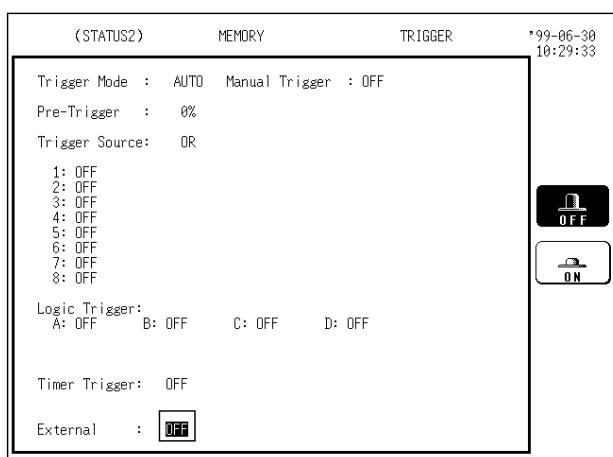 (STATUS2) MEMORY TRIGGER '99-06-30
10:29:33
Trigger Mode : AUTO Manual Trigger : OFF
Pre-Trigger : 0%
Trigger Source: OR
1: OFF
2: OFF
3: OFF
4: OFF
5: OFF
6: OFF
7: OFF
8: OFF
OFF
ON
Logic Trigger:
A: OFF B: OFF C: OFF D: OFF
Timer Trigger: OFF
External : OFF